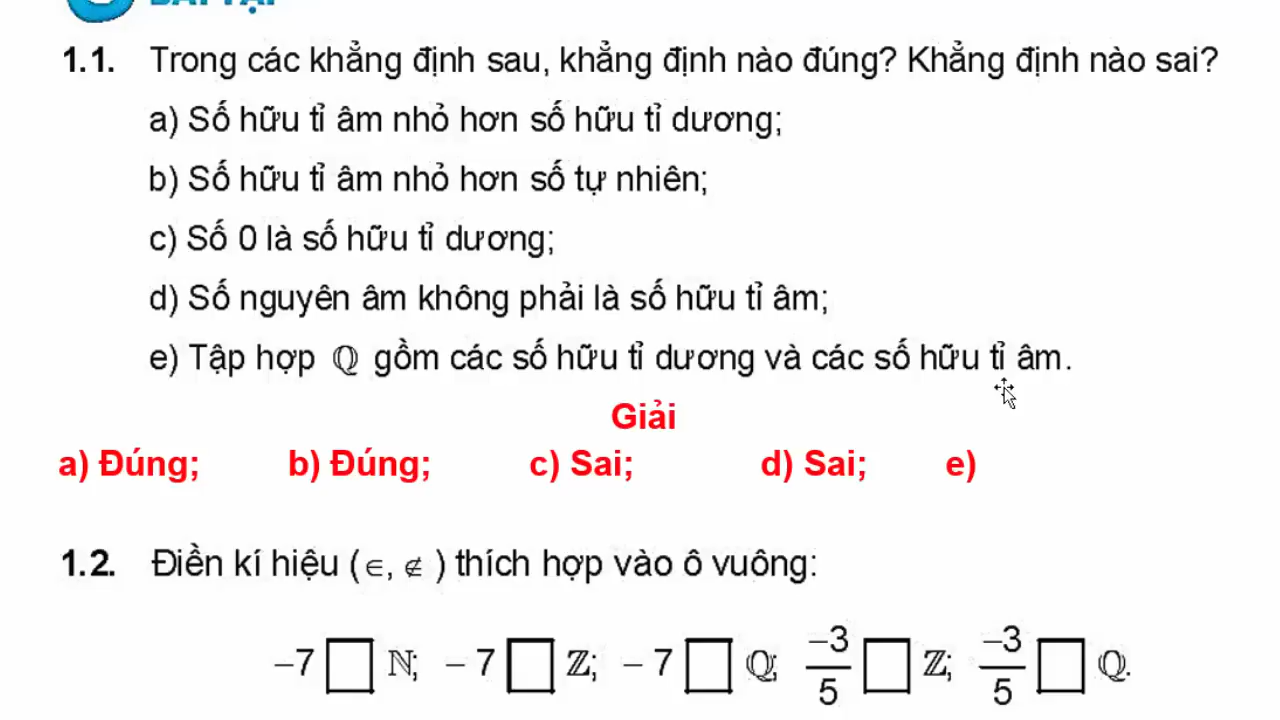 BÀI TẬP
1.1. Trong các khẳng định sau, khẳng định nào đúng? Khẳng định nào sai?
a) Số hữu tỉ âm nhỏ hơn số hữu tỉ dương;
b) Số hữu tỉ âm nhỏ hơn số tự nhiên;
c) Số 0 là số hữu tỉ dương;
d) Số nguyên âm không phải là số hữu tỉ âm;
e) Tập hợp ℚ gồm các số hữu tỉ dương và các số hữu tỉ âm.
Giải
a) Đúng; b) Đúng; c) Sai; d) Sai; e)
1.2. Điền kí hiệu (∈, ∉) thích hợp vào ô vuông:
−7 □ ℕ; −7 □ ℤ; −7 □ ℚ; −3/5 □ ℤ; −3/5 □ ℚ.